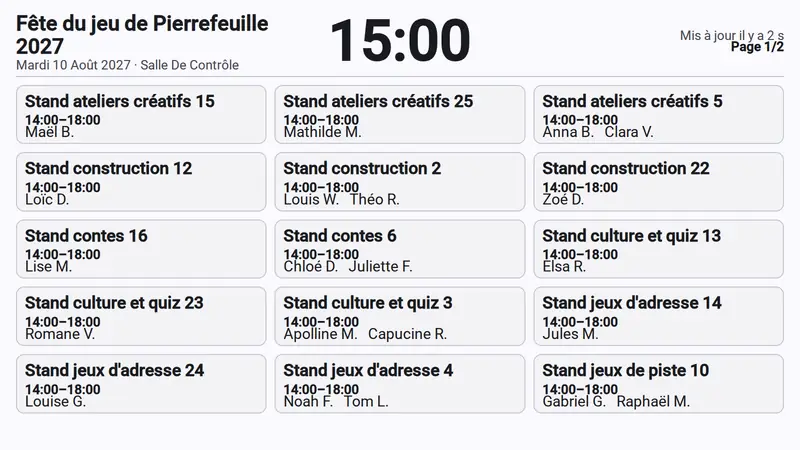 Fête du jeu de Pierrefeuille
2027
Mardi 10 Août 2027 · Salle De Contrôle
15:00
Mis à jour il y a 2 s
Page 1/2
Stand ateliers créatifs 15
14:00–18:00
Maël B.
Stand ateliers créatifs 25
14:00–18:00
Mathilde M.
Stand ateliers créatifs 5
14:00–18:00
Anna B. Clara V.
Stand construction 12
14:00–18:00
Loïc D.
Stand construction 2
14:00–18:00
Louis W. Théo R.
Stand construction 22
14:00–18:00
Zoé D.
Stand contes 16
14:00–18:00
Lise M.
Stand contes 6
14:00–18:00
Chloé D. Juliette F.
Stand culture et quiz 13
14:00–18:00
Elsa R.
Stand culture et quiz 23
14:00–18:00
Romane V.
Stand culture et quiz 3
14:00–18:00
Apolline M. Capucine R.
Stand jeux d'adresse 14
14:00–18:00
Jules M.
Stand jeux d'adresse 24
14:00–18:00
Louise G.
Stand jeux d'adresse 4
14:00–18:00
Noah F. Tom L.
Stand jeux de piste 10
14:00–18:00
Gabriel G. Raphaël M.